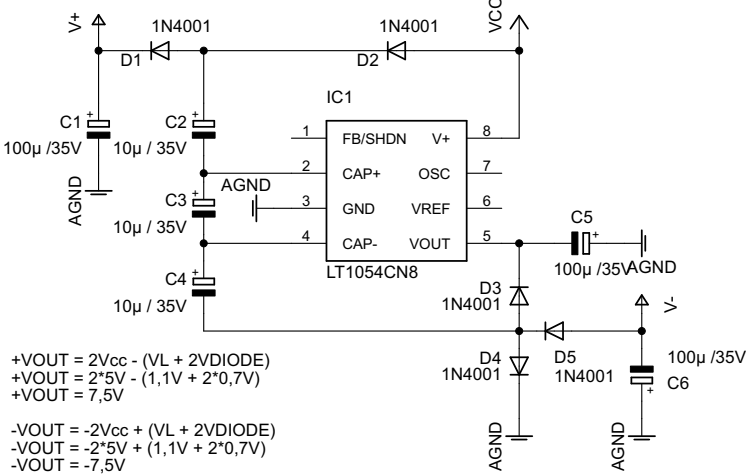 V+
1N4001
1N4001
VCC
D1
D2
IC1
C1
100µ /35V
C2
10µ / 35V
1
FB/SHDN
V+
8
2
CAP+
OSC
7
AGND
3
GND
VREF
6
C3
10µ / 35V
4
CAP-
VOUT
5
C5
AGND
LT1054CN8
100µ /35V
AGND
C4
10µ / 35V
D3
1N4001
V-
D4
1N4001
D5
1N4001
100µ /35V
C6
+VOUT = 2Vcc - (VL + 2VDIODE)
+VOUT = 2*5V - (1,1V + 2*0,7V)
+VOUT = 7,5V
-VOUT = -2Vcc + (VL + 2VDIODE)
-VOUT = -2*5V + (1,1V + 2*0,7V)
-VOUT = -7,5V
AGND
AGND